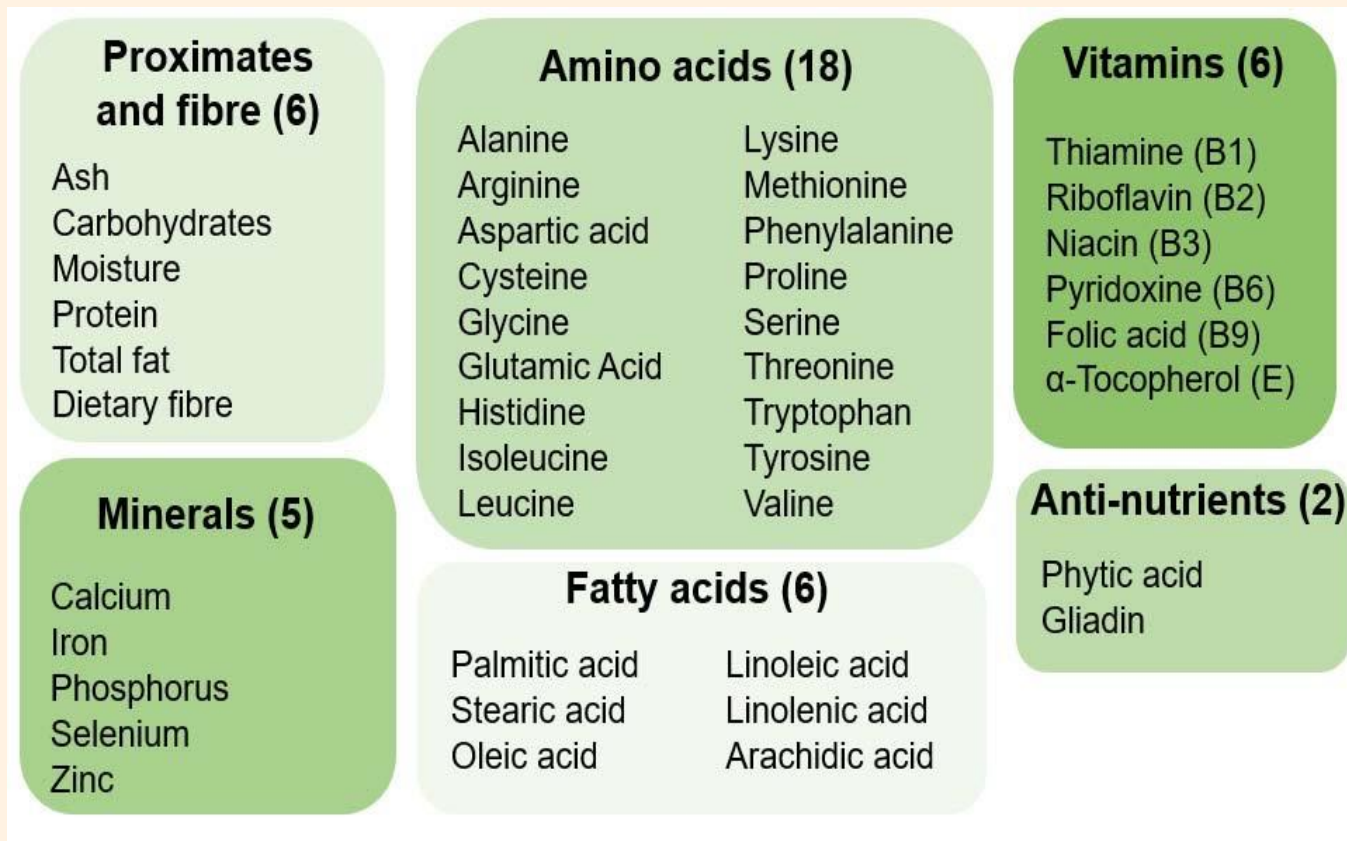 Proximates
and fibre (6)
Ash
Carbohydrates
Moisture
Protein
Total fat
Dietary fibre
Amino acids (18)
Alanine
Arginine
Aspartic acid
Cysteine
Glycine
Glutamic Acid
Histidine
Isoleucine
Leucine
Lysine
Methionine
Phenylalanine
Proline
Serine
Threonine
Tryptophan
Tyrosine
Valine
Vitamins (6)
Thiamine (B1)
Riboflavin (B2)
Niacin (B3)
Pyridoxine (B6)
Folic acid (B9)
α-Tocopherol (E)
Minerals (5)
Calcium
Iron
Phosphorus
Selenium
Zinc
Fatty acids (6)
Palmitic acid
Stearic acid
Oleic acid
Linoleic acid
Linolenic acid
Arachidic acid
Anti-nutrients (2)
Phytic acid
Gliadin